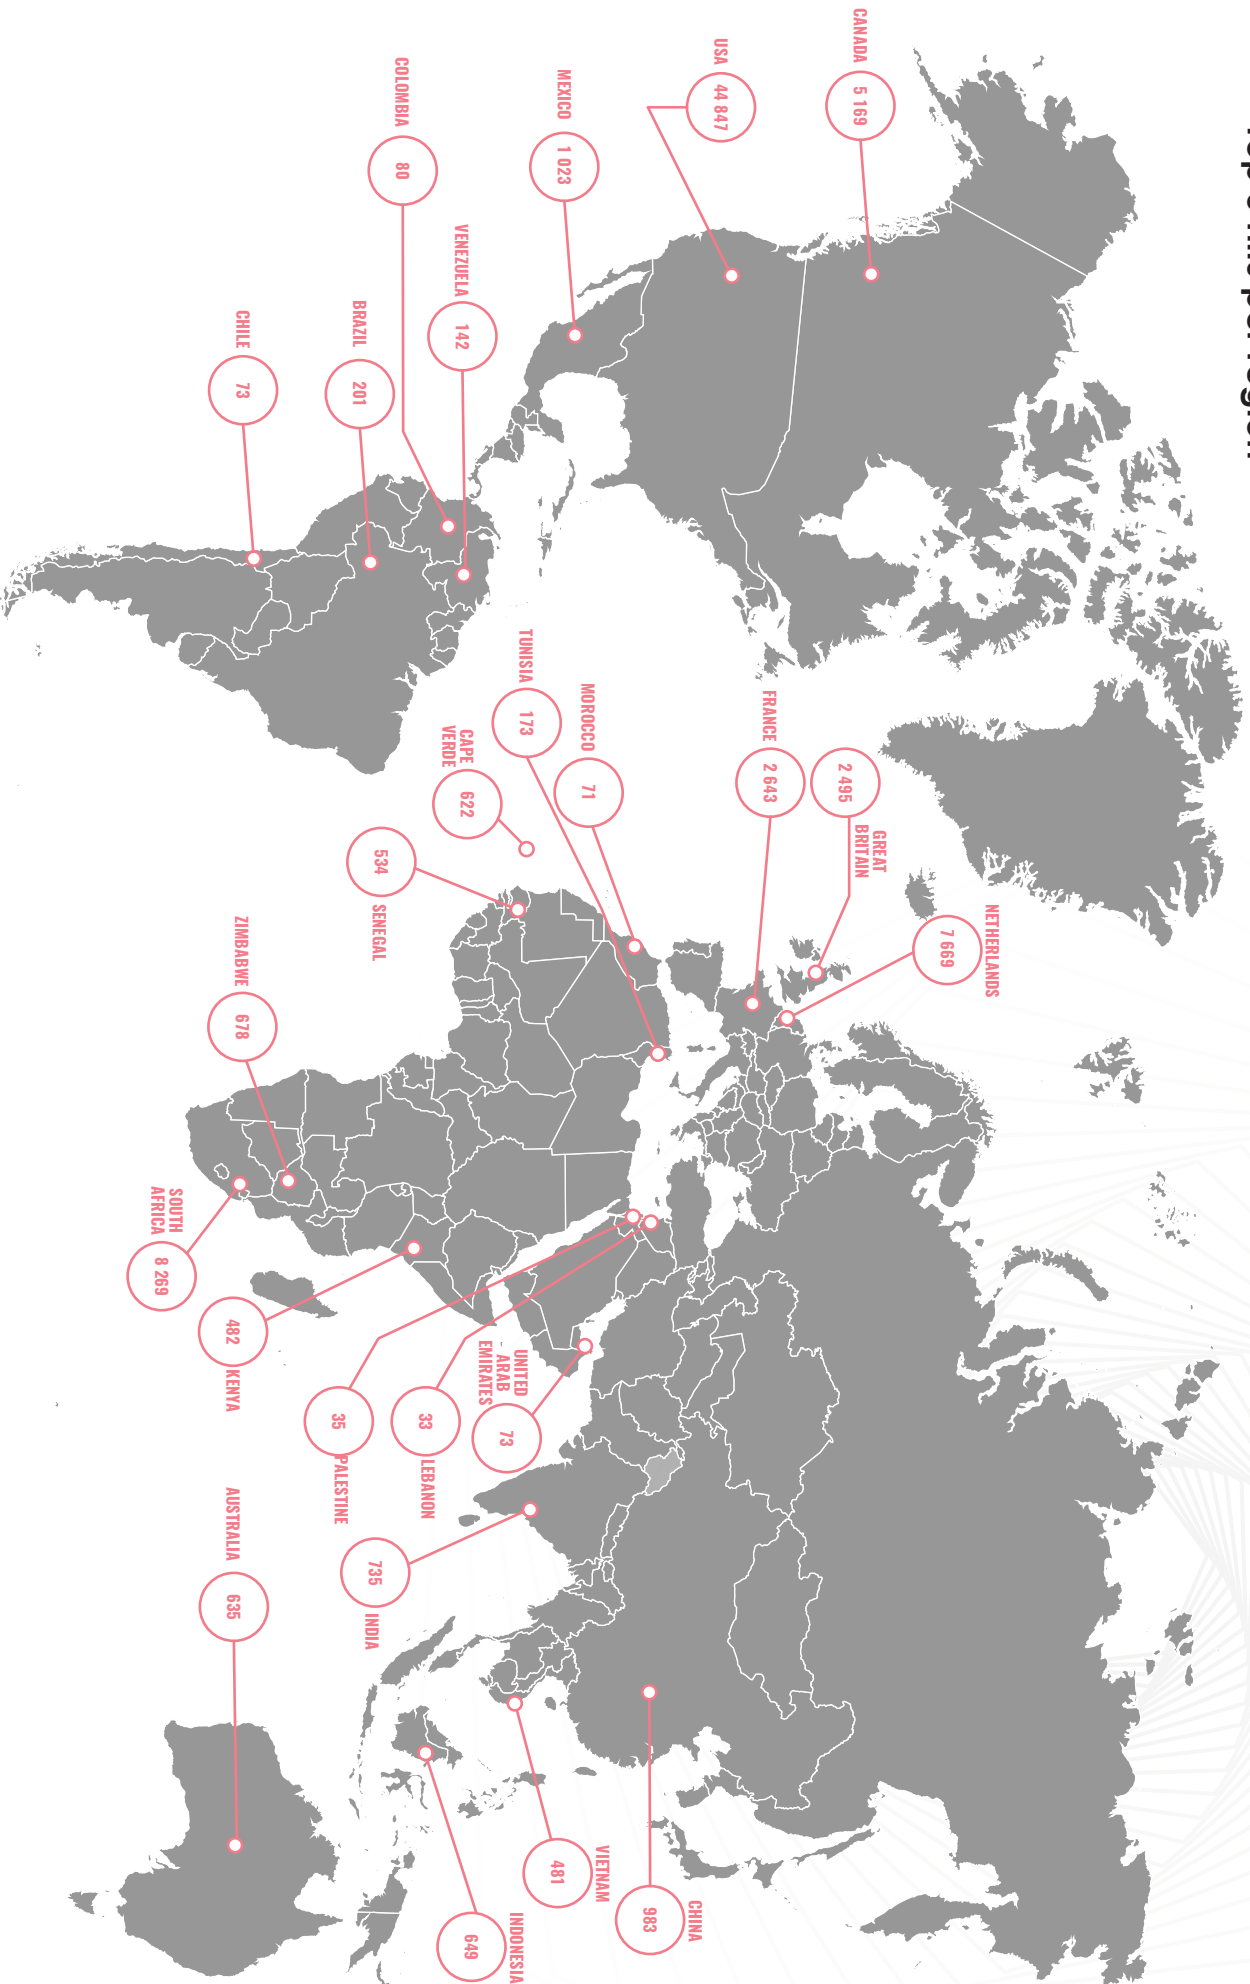 Top per region
CANADA
5 169
USA
44 847
MEXICO
1 023
COLOMBIA
80
VENEZUELA
142
BRAZIL
201
CHILE
73
NETHERLANDS
7 669
GREAT
BRITAIN
2 495
FRANCE
2 643
MOROCCO
71
TUNISIA
173
CAPE
VERDE
622
534
SENEGAL
ZIMBABWE
678
SOUTH
AFRICA
8 269
482
KENYA
UNITED
ARAB
EMIRATES
73
33
LEBANON
35
PALESTINE
735
INDIA
CHINA
983
VIETNAM
481
INDONESIA
649
AUSTRALIA
635